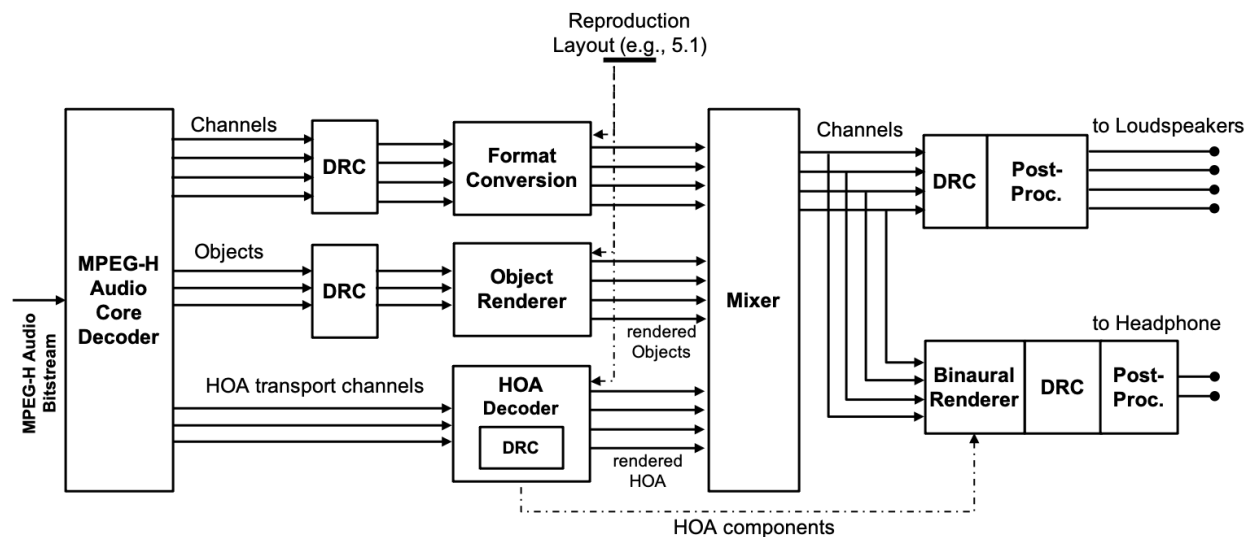 Reproduction
Layout (e.g., 5.1)
Channels
DRC
Format
Conversion
Channels
to Loudspeakers
DRC
Post-
Proc.
MPEG-H
Audio
Core
Decoder
Objects
DRC
Object
Renderer
rendered
Objects
Mixer
MPEG-H Audio
Bitstream
HOA transport channels
HOA
Decoder
DRC
rendered
HOA
to Headphone
Binaural
Renderer
DRC
Post-
Proc.
HOA components